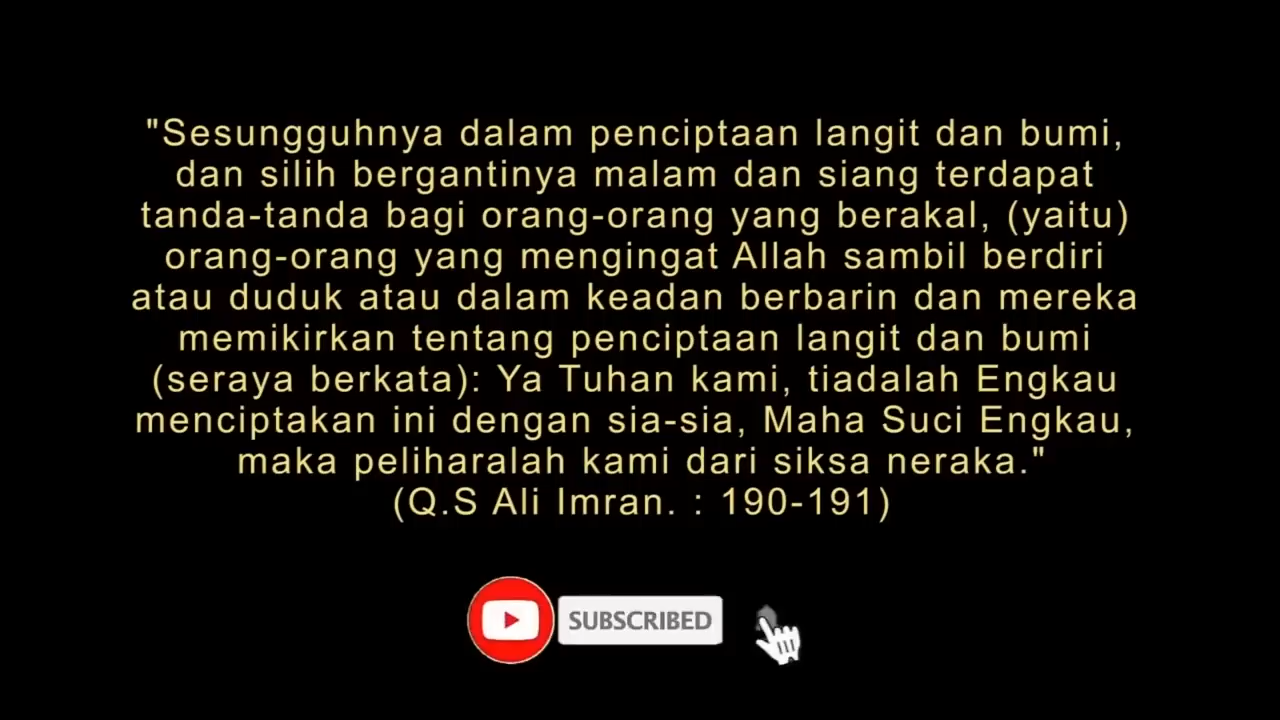 "Sesungguhnya dalam penciptaan langit dan bumi,
dan silih bergantinya malam dan siang terdapat
tanda-tanda bagi orang-orang yang berakal, (yaitu)
orang-orang yang mengingat Allah sambil berdiri
atau duduk atau dalam keadan berbarin dan mereka
memikirkan tentang penciptaan langit dan bumi
(seraya berkata): Ya Tuhan kami, tiadalah Engkau
menciptakan ini dengan sia-sia, Maha Suci Engkau,
maka peliharalah kami dari siksa neraka."
(Q.S Ali Imran. : 190-191)
SUBSCRIBED